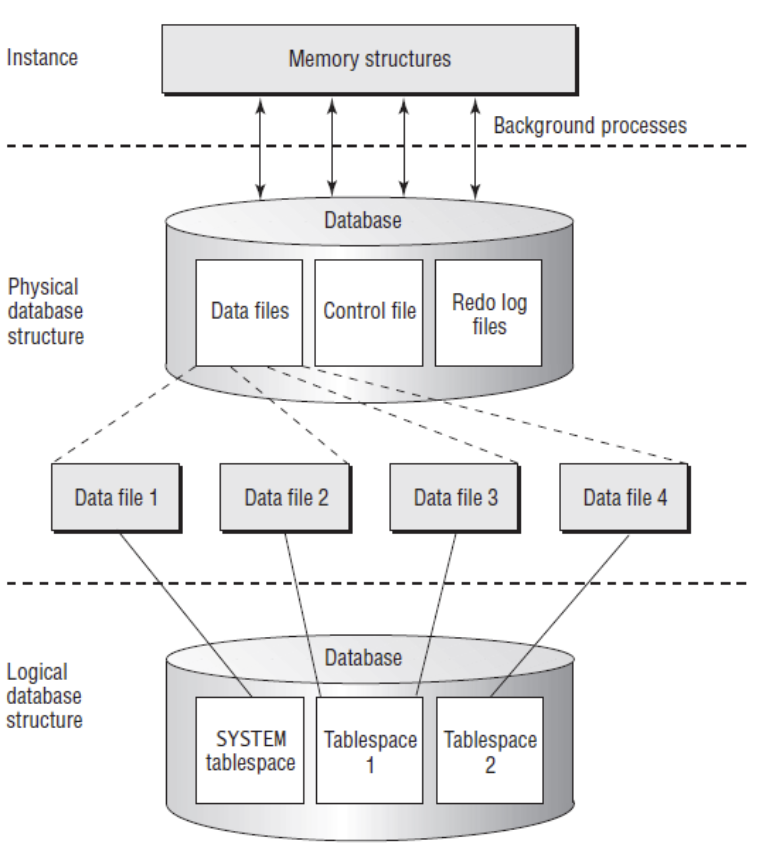 Instance
Memory structures
Background processes
Database
Physical
database
structure
Data files
Control file
Redo log
files
Data file 1
Data file 2
Data file 3
Data file 4
Logical
database
structure
Database
SYSTEM
tablespace
Tablespace
1
Tablespace
2